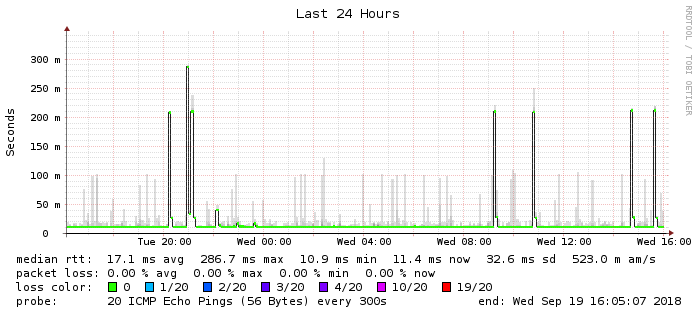 Last 24 Hours
RRDTOOL / TOBI OETIKER
Seconds
300 m
250 m
200 m
150 m
100 m
50 m
0
Tue 20:00 Wed 00:00 Wed 04:00 Wed 08:00 Wed 12:00 Wed 16:00
median rtt: 17.1 ms avg 286.7 ms max 10.9 ms min 11.4 ms now 32.6 ms sd 523.0 m am/s
packet loss: 0.00 % avg 0.00 % max 0.00 % min 0.00 % now
loss color: 0 1/20 2/20 3/20 4/20 10/20 19/20
probe: 20 ICMP Echo Pings (56 Bytes) every 300s end: Wed Sep 19 16:05:07 2018